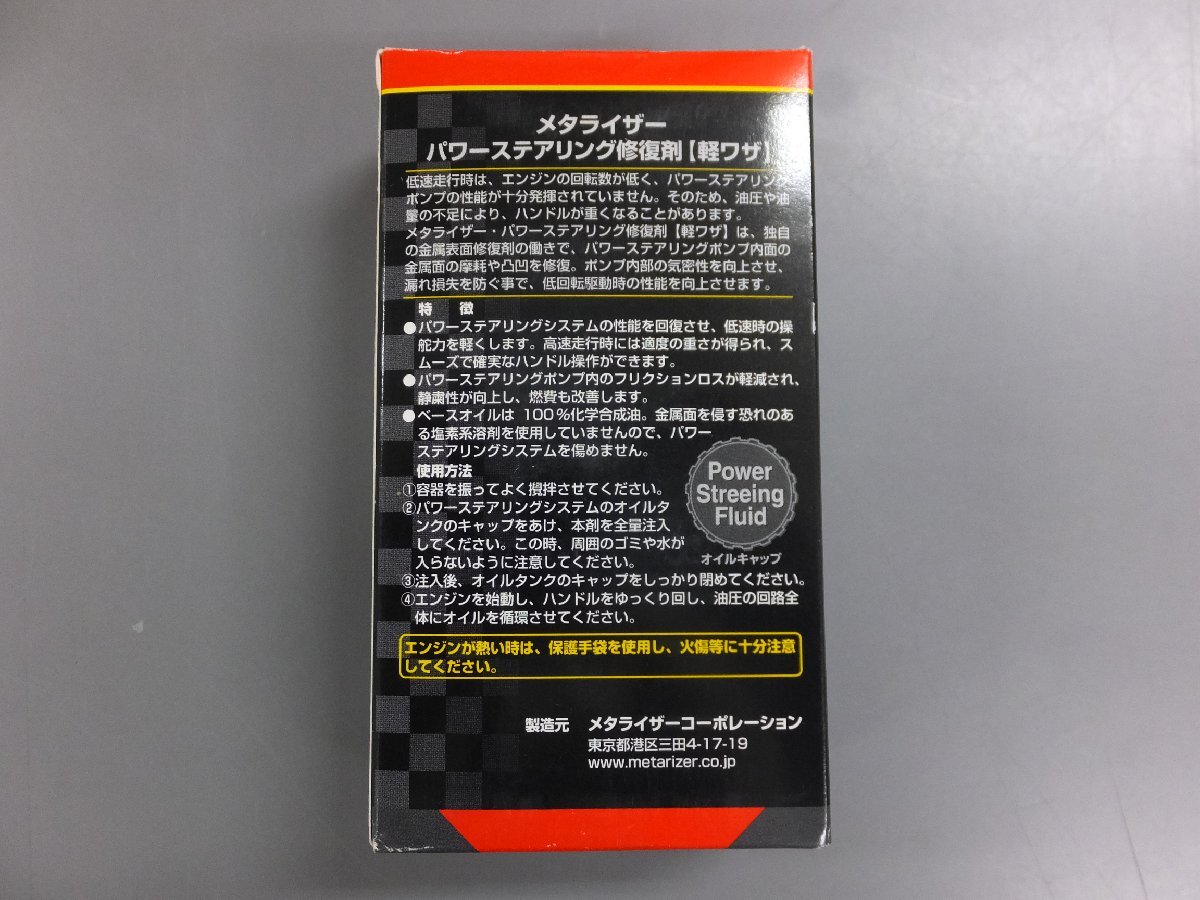 メタライザー
パワーステアリング修復剤【軽ワザ】
低速走行時は、エンジンの回転数が低く、パワーステアリング
ポンプの性能が十分発揮されていません。そのため、油圧や油
量の不足により、ハンドルが重くなることがあります。
メタライザー・パワーステアリング修復剤【軽ワザ】は、独自
の金属表面修復剤の働きで、パワーステアリングポンプ内面の
金属面の摩耗や凸凹を修復。ポンプ内部の気密性を向上させ、
漏れ損失を防ぐ事で、低回転駆動時の性能を向上させます。
特 徴
●パワーステアリングシステムの性能を回復させ、低速時の操
舵力を軽くします。高速走行時には適度の重さが得られ、ス
ムーズで確実なハンドル操作ができます。
●パワーステアリングポンプ内のフリクションロスが軽減され、
静粛性が向上し、燃費も改善します。
●ベースオイルは 100%化学合成油。金属面を侵す恐れのあ
る塩素系溶剤を使用していませんので、パワー
ステアリングシステムを傷めません。
使用方法
①容器を振ってよく攪拌させてください。
②パワーステアリングシステムのオイルタ
ンクのキャップをあけ、本剤を全量注入
してください。この時、周囲のゴミや水が
入らないように注意してください。
③注入後、オイルタンクのキャップをしっかり閉めてください。
④エンジンを始動し、ハンドルをゆっくり回し、油圧の回路全
体にオイルを循環させてください。
Power
Streeing
Fluid
オイルキャップ
エンジンが熱い時は、保護手袋を使用し、火傷等に十分注意
してください。
製造元 メタライザーコーポレーション
東京都港区三田4-17-19
www.metarizer.co.jp